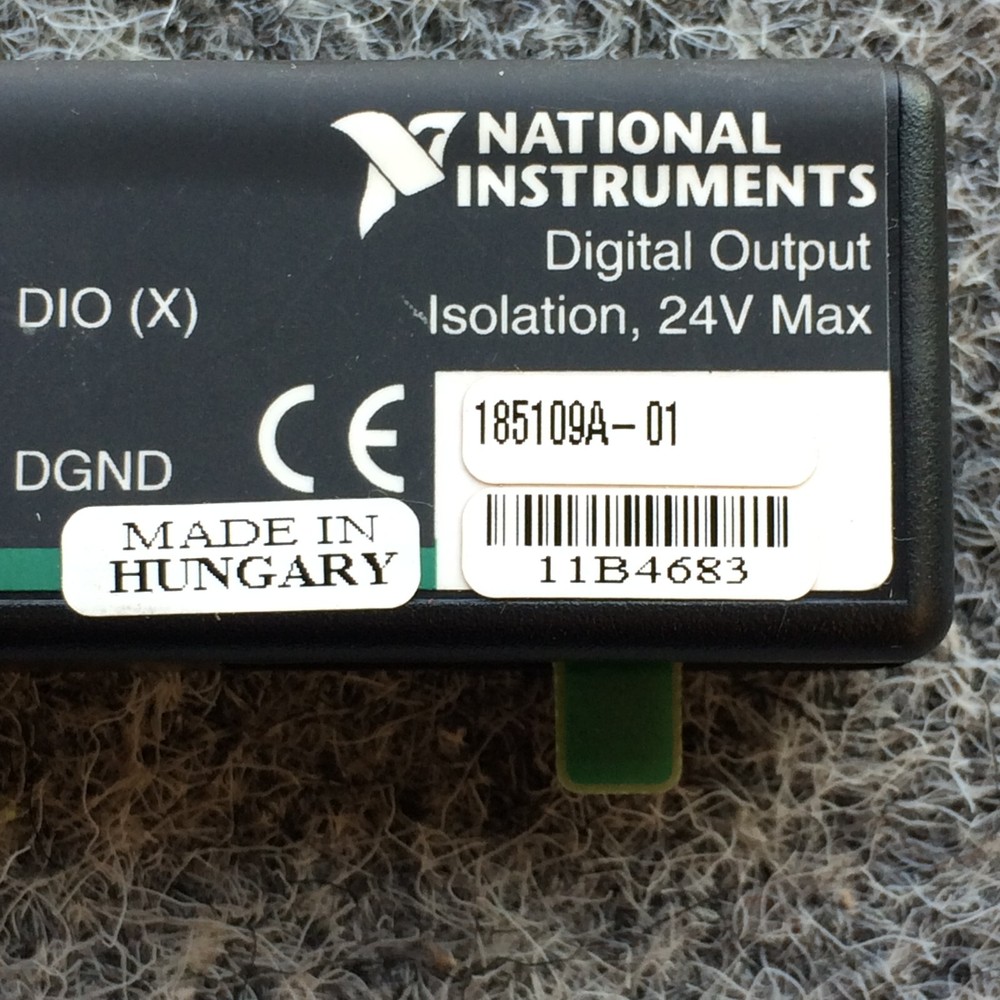 NATIONAL
INSTRUMENTS
Digital Output
Isolation, 24V Max
DIO (X)
CE
185109A-01
DGND
11B4683
MADE IN
HUNGARY